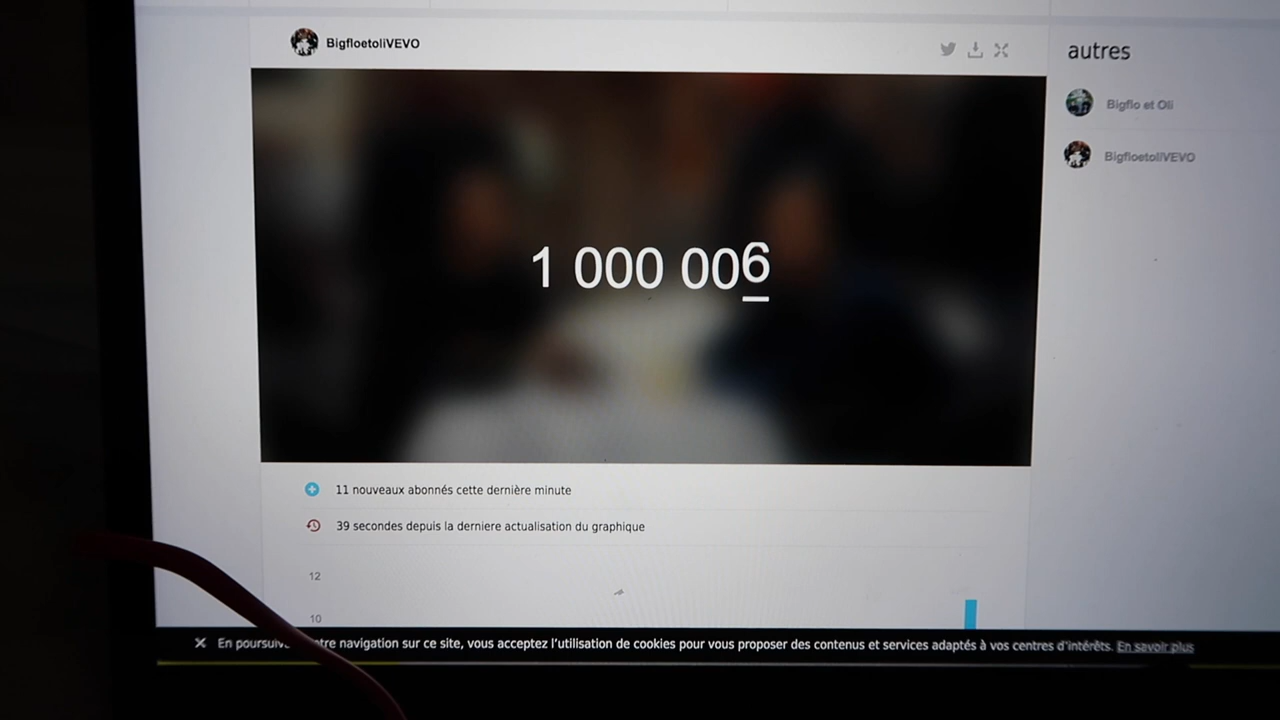 BigfloetoliVEVO
autres
Bigflo et Oli
BigfloetoliVEVO
1 000 006
11 nouveaux abonnés cette dernière minute
39 secondes depuis la derniere actualisation du graphique
12
10
En poursuiv tre navigation sur ce site, vous acceptez l'utilisation de cookies pour vous proposer des contenus et services adaptés à vos centres d'intérêts. En savoir plus